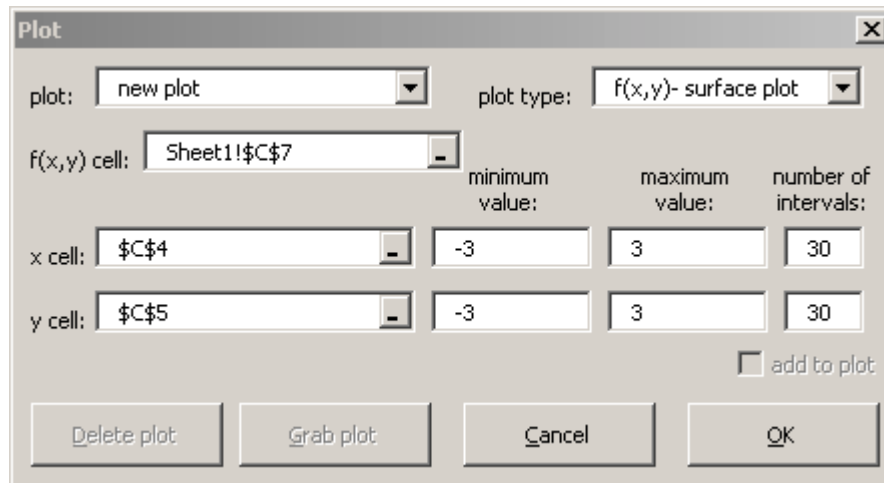 Plot
plot: new plot plot type: f(x,y)- surface plot
f(x,y) cell: Sheet1!$C$7
minimum value: maximum value: number of intervals:
x cell: $C$4 -3 3 30
y cell: $C$5 -3 3 30
add to plot
Delete plot Grab plot Cancel OK